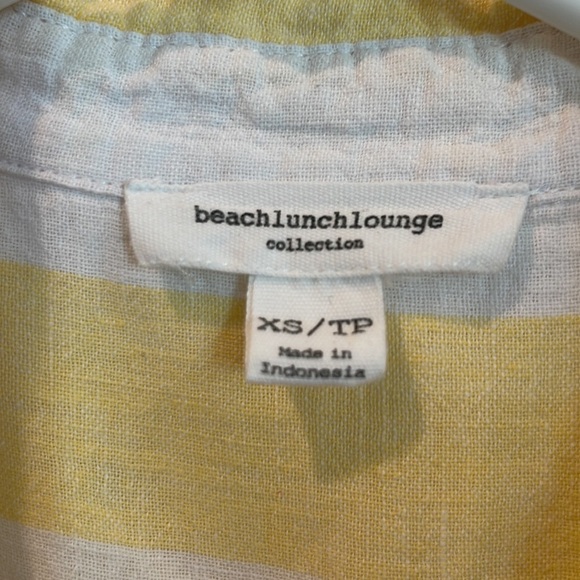 beachlunchlounge
collection
XS/TP
Made in
Indonesia